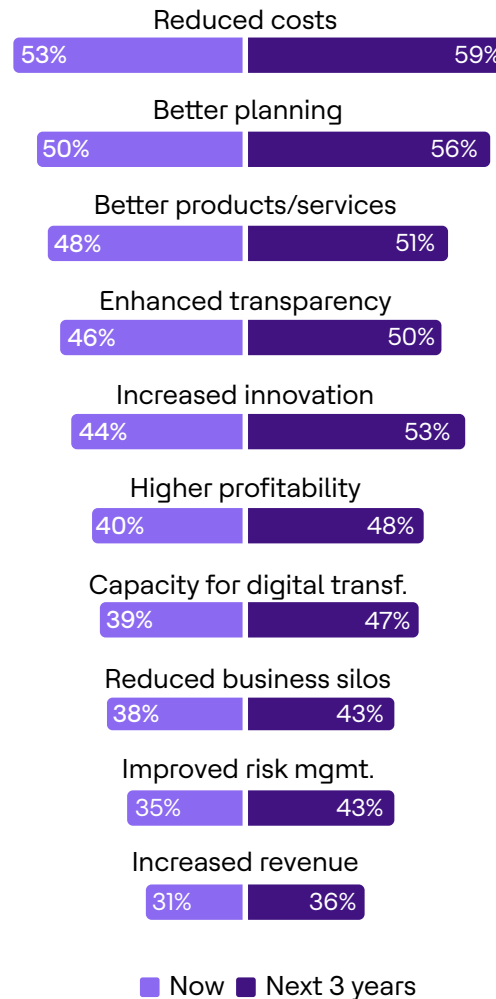 Reduced costs
53% 59%
Better planning
50% 56%
Better products/services
48% 51%
Enhanced transparency
46% 50%
Increased innovation
44% 53%
Higher profitability
40% 48%
Capacity for digital transf.
39% 47%
Reduced business silos
38% 43%
Improved risk mgmt.
35% 43%
Increased revenue
31% 36%
Now Next 3 years